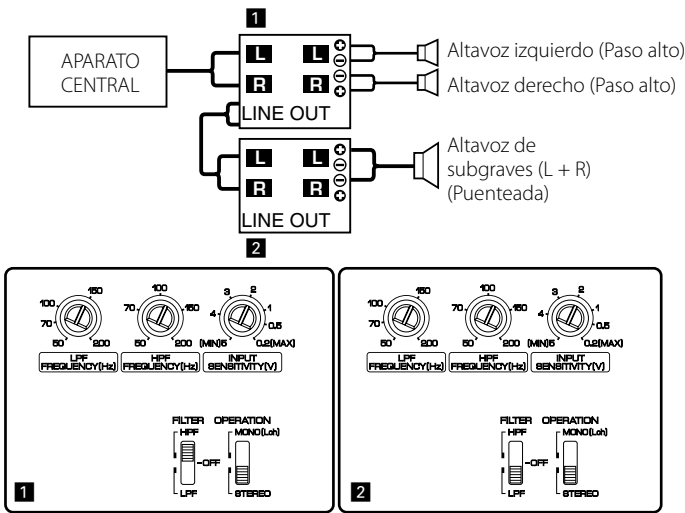 1
APARATO
CENTRAL
L L
R R
LINE OUT
Altavoz izquierdo (Paso alto)
Altavoz derecho (Paso alto)
L L
R R
LINE OUT
Altavoz de
subgraves (L + R)
(Puenteada)
2
50 70 100 150 200
LPF
FREQUENCY(Hz)
50 70 100 150 200
HPF
FREQUENCY(Hz)
(MIN)5 4 3 2 1 0.5 0.2(MAX)
INPUT
SENSITIVITY(V)
FILTER OPERATION
HPF MONO(Lch)
OFF
LPF STEREO
1
50 70 100 150 200
LPF
FREQUENCY(Hz)
50 70 100 150 200
HPF
FREQUENCY(Hz)
(MIN)5 4 3 2 1 0.5 0.2(MAX)
INPUT
SENSITIVITY(V)
FILTER OPERATION
HPF MONO(Lch)
OFF
LPF STEREO
2